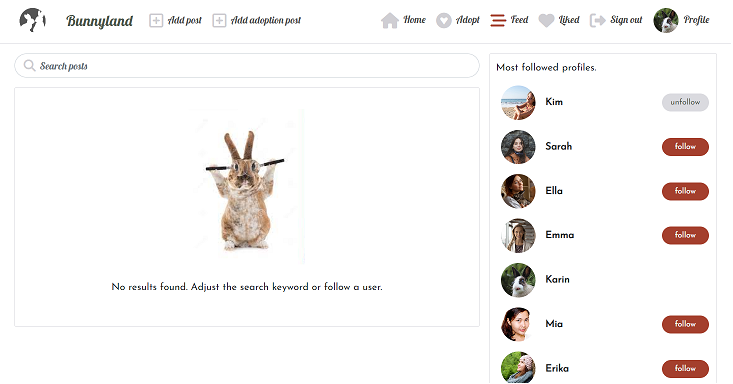 Bunnyland Add post Add adoption post Home Adopt Feed Liked Sign out Profile
Search posts
No results found. Adjust the search keyword or follow a user.
Most followed profiles.
Kim unfollow
Sarah follow
Ella follow
Emma follow
Karin
Mia follow
Erika follow